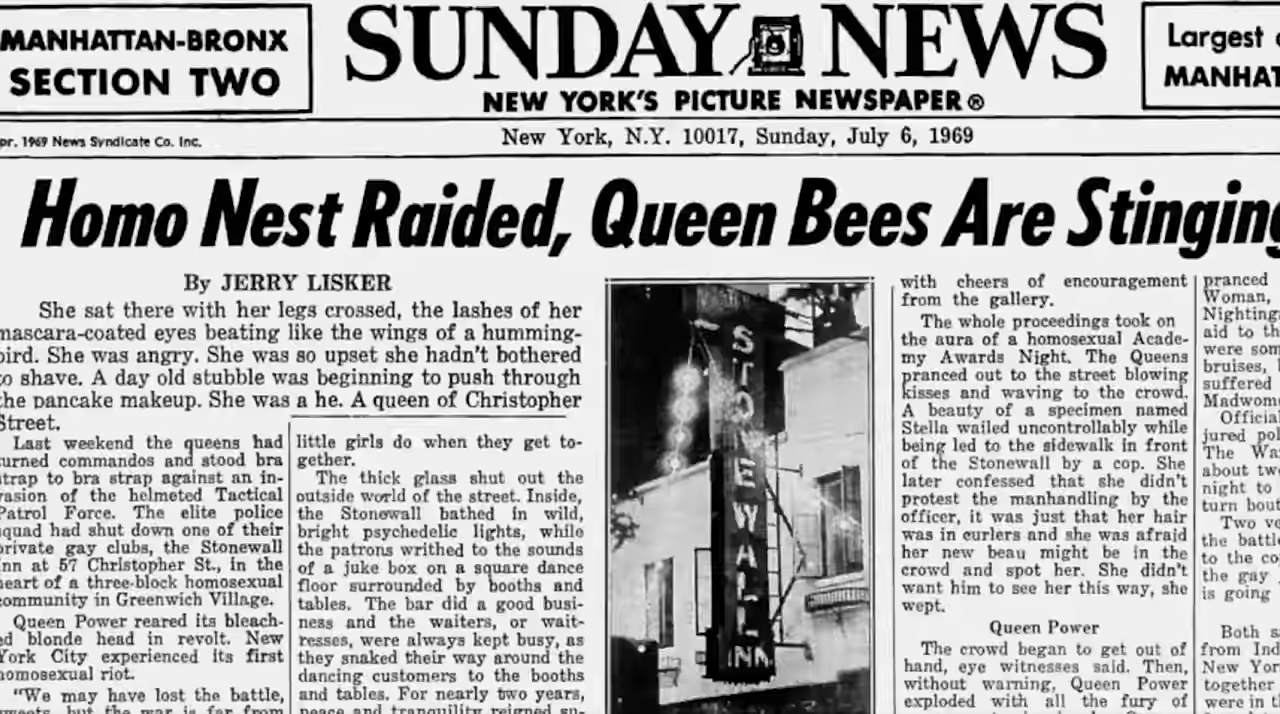 MANHATTAN-BRONX
SECTION TWO
SUNDAY NEWS
NEW YORK'S PICTURE NEWSPAPER®
Largest
MANHAT
pr. 1969 News Syndicate Co. Inc.
New York, N.Y. 10017, Sunday, July 6, 1969
Homo Nest Raided, Queen Bees Are Stinging
By JERRY LISKER
She sat there with her legs crossed, the lashes of her
mascara-coated eyes beating like the wings of a humming-
bird. She was angry. She was so upset she hadn't bothered
to shave. A day old stubble was beginning to push through
the pancake makeup. She was a he. A queen of Christopher
Street.
Last weekend the queens had
turned commandos and stood bra
strap to bra strap against an in-
vasion of the helmeted Tactical
Patrol Force. The elite police
squad had shut down one of their
private gay clubs, the Stonewall
Inn at 57 Christopher St., in the
heart of a three-block homosexual
community in Greenwich Village.
Queen Power reared its bleach-
ed blonde head in revolt. New
York City experienced its first
homosexual riot.
"We may have lost the battle,
sweets, but the war is far from
little girls do when they get to-
gether.
The thick glass shut out the
outside world of the street. Inside,
the Stonewall bathed in wild,
bright psychedelic lights, while
the patrons writhed to the sounds
of a juke box on a square dance
floor surrounded by booths and
tables. The bar did a good busi-
ness and the waiters, or wait-
resses, were always kept busy, as
they snaked their way around the
dancing customers to the booths
and tables. For nearly two years,
peace and tranquility reigned su-
STONEWALL
INN
with cheers of encouragement
from the gallery.
The whole proceedings took on
the aura of a homosexual Acade-
my Awards Night. The Queens
pranced out to the street blowing
kisses and waving to the crowd.
A beauty of a specimen named
Stella wailed uncontrollably while
being led to the sidewalk in front
of the Stonewall by a cop. She
later confessed that she didn't
protest the manhandling by the
officer, it was just that her hair
was in curlers and she was afraid
her new beau might be in the
crowd and spot her. She didn't
want him to see her this way, she
wept.
Queen Power
The crowd began to get out of
hand, eye witnesses said. Then,
without warning, Queen Power
exploded with all the fury of
pranced
Woman,
Nighting
aid to th
were som
bruises,
suffered
Madwom
Official
jured pol
The Wa
about tw
night to
turn bout
Two ve
the battle
to the co
the gay
is going
Both s
from Ind
New Yor
together
were in t